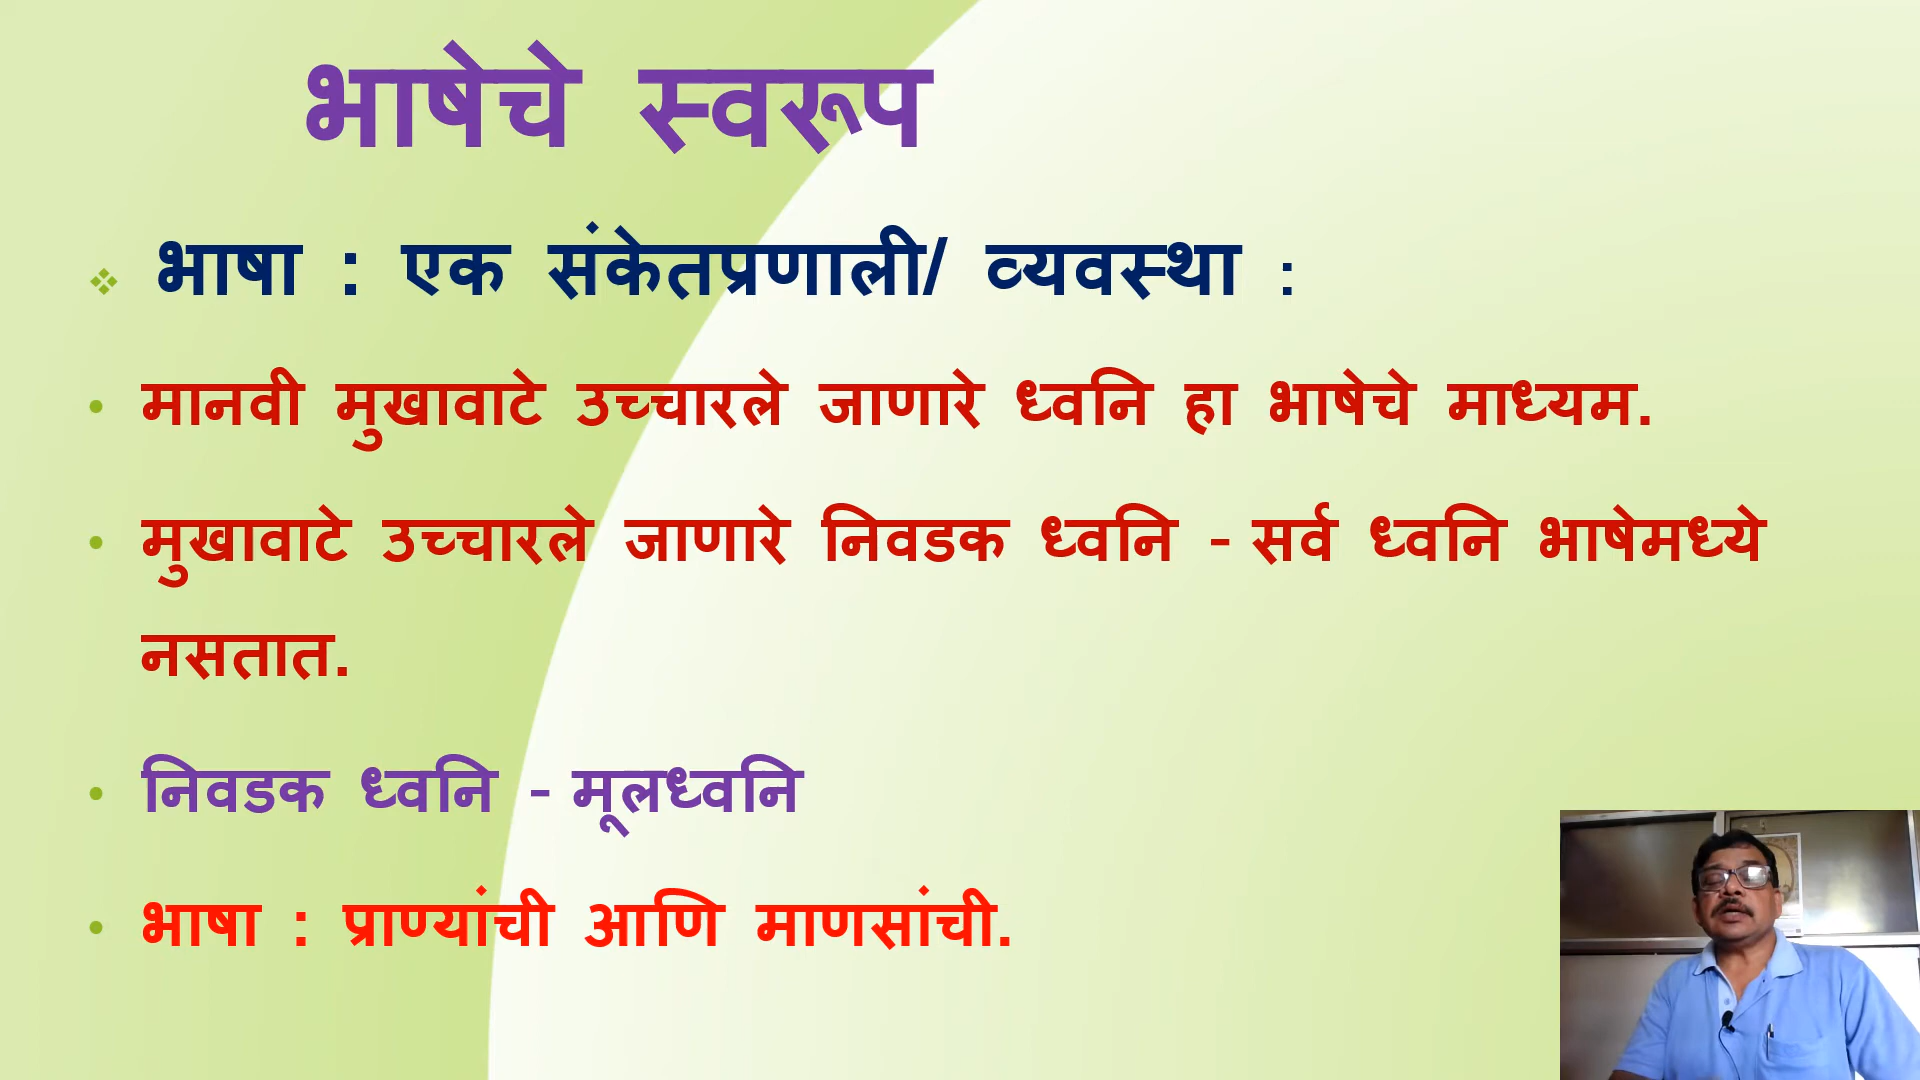 भाषेचे स्वरूप
भाषा : एक संकेतप्रणाली/ व्यवस्था :
मानवी मुखावाटे उच्चारले जाणारे ध्वनि हा भाषेचे माध्यम.
मुखावाटे उच्चारले जाणारे निवडक ध्वनि - सर्व ध्वनि भाषेमध्ये
नसतात.
निवडक ध्वनि - मूलध्वनि
भाषा : प्राण्यांची आणि माणसांची.